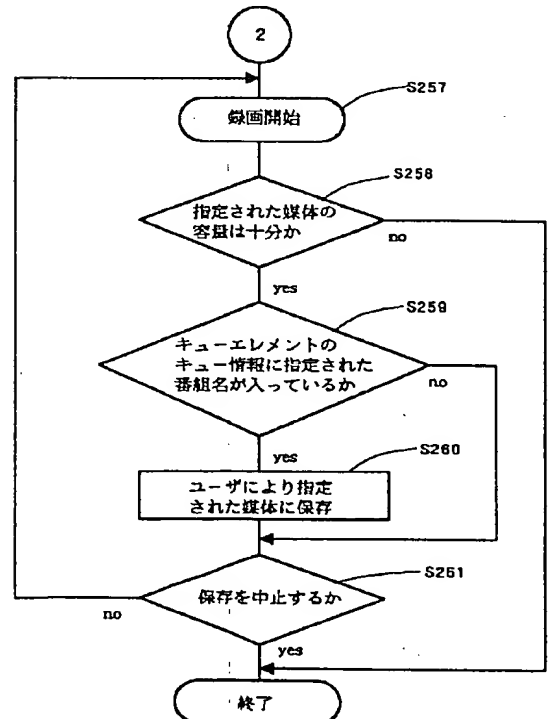 2
S257
録画開始
S258
指定された媒体の
容量は十分か
no
yes
S259
キューエレメントの
キュー情報に指定された
番組名が入っているか
no
yes
S260
ユーザにより指定
された媒体に保存
S261
保存を中止するか
no
yes
終了